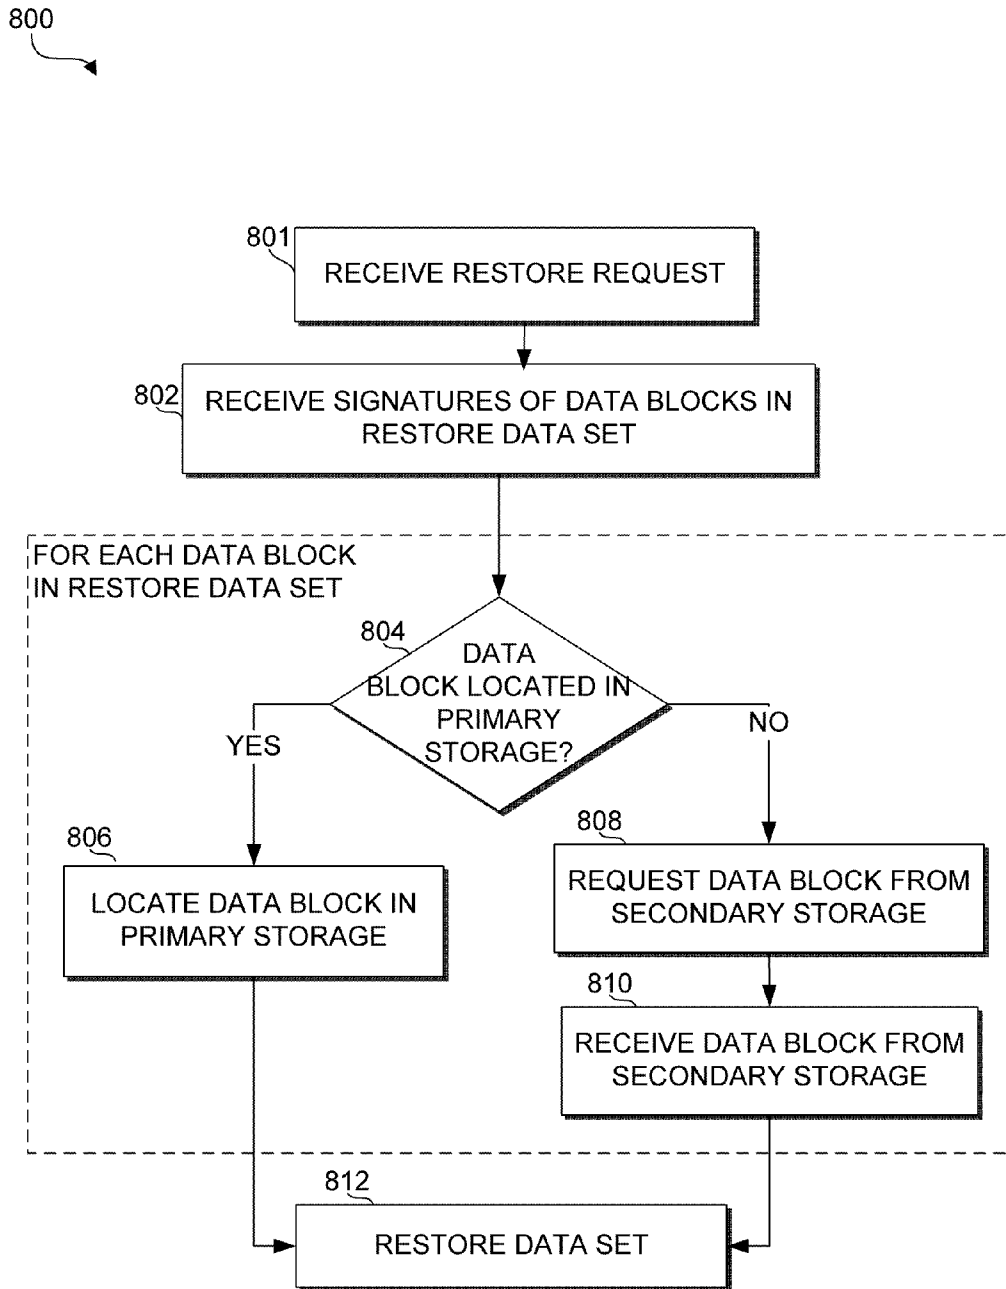 800
801
RECEIVE RESTORE REQUEST
802
RECEIVE SIGNATURES OF DATA BLOCKS IN
RESTORE DATA SET
FOR EACH DATA BLOCK
IN RESTORE DATA SET
804
DATA
BLOCK LOCATED IN
PRIMARY
STORAGE?
YES
NO
806
LOCATE DATA BLOCK IN
PRIMARY STORAGE
808
REQUEST DATA BLOCK FROM
SECONDARY STORAGE
810
RECEIVE DATA BLOCK FROM
SECONDARY STORAGE
812
RESTORE DATA SET